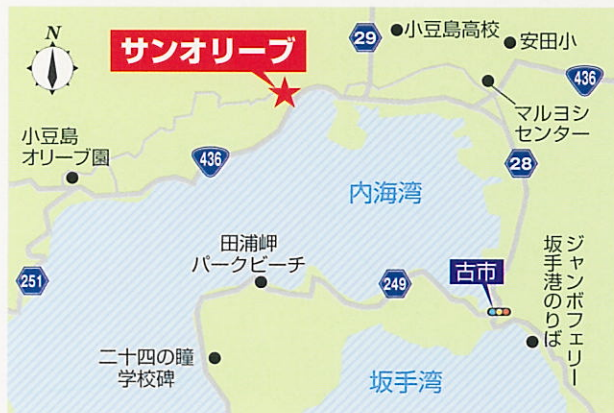 N
サンオリーブ
29
小豆島高校
安田小
436
マルヨシ
センター
小豆島
オリーブ園
436
28
内海湾
田浦岬
パークビーチ
251
249
古市
ジャンボフェリー
坂手港のりば
二十四の瞳
学校碑
坂手湾